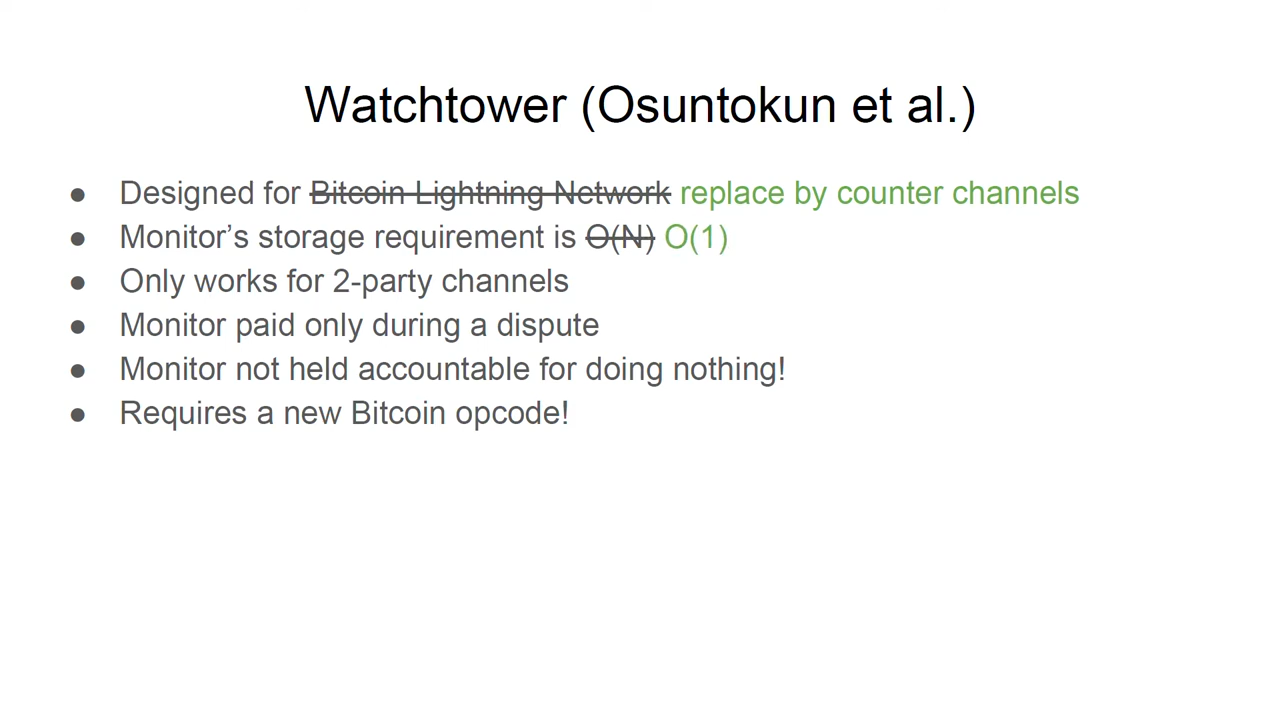 Watchtower (Osuntokun et al.)
● Designed for Bitcoin Lightning Network replace by counter channels
● Monitor’s storage requirement is O(N) O(1)
● Only works for 2-party channels
● Monitor paid only during a dispute
● Monitor not held accountable for doing nothing!
● Requires a new Bitcoin opcode!